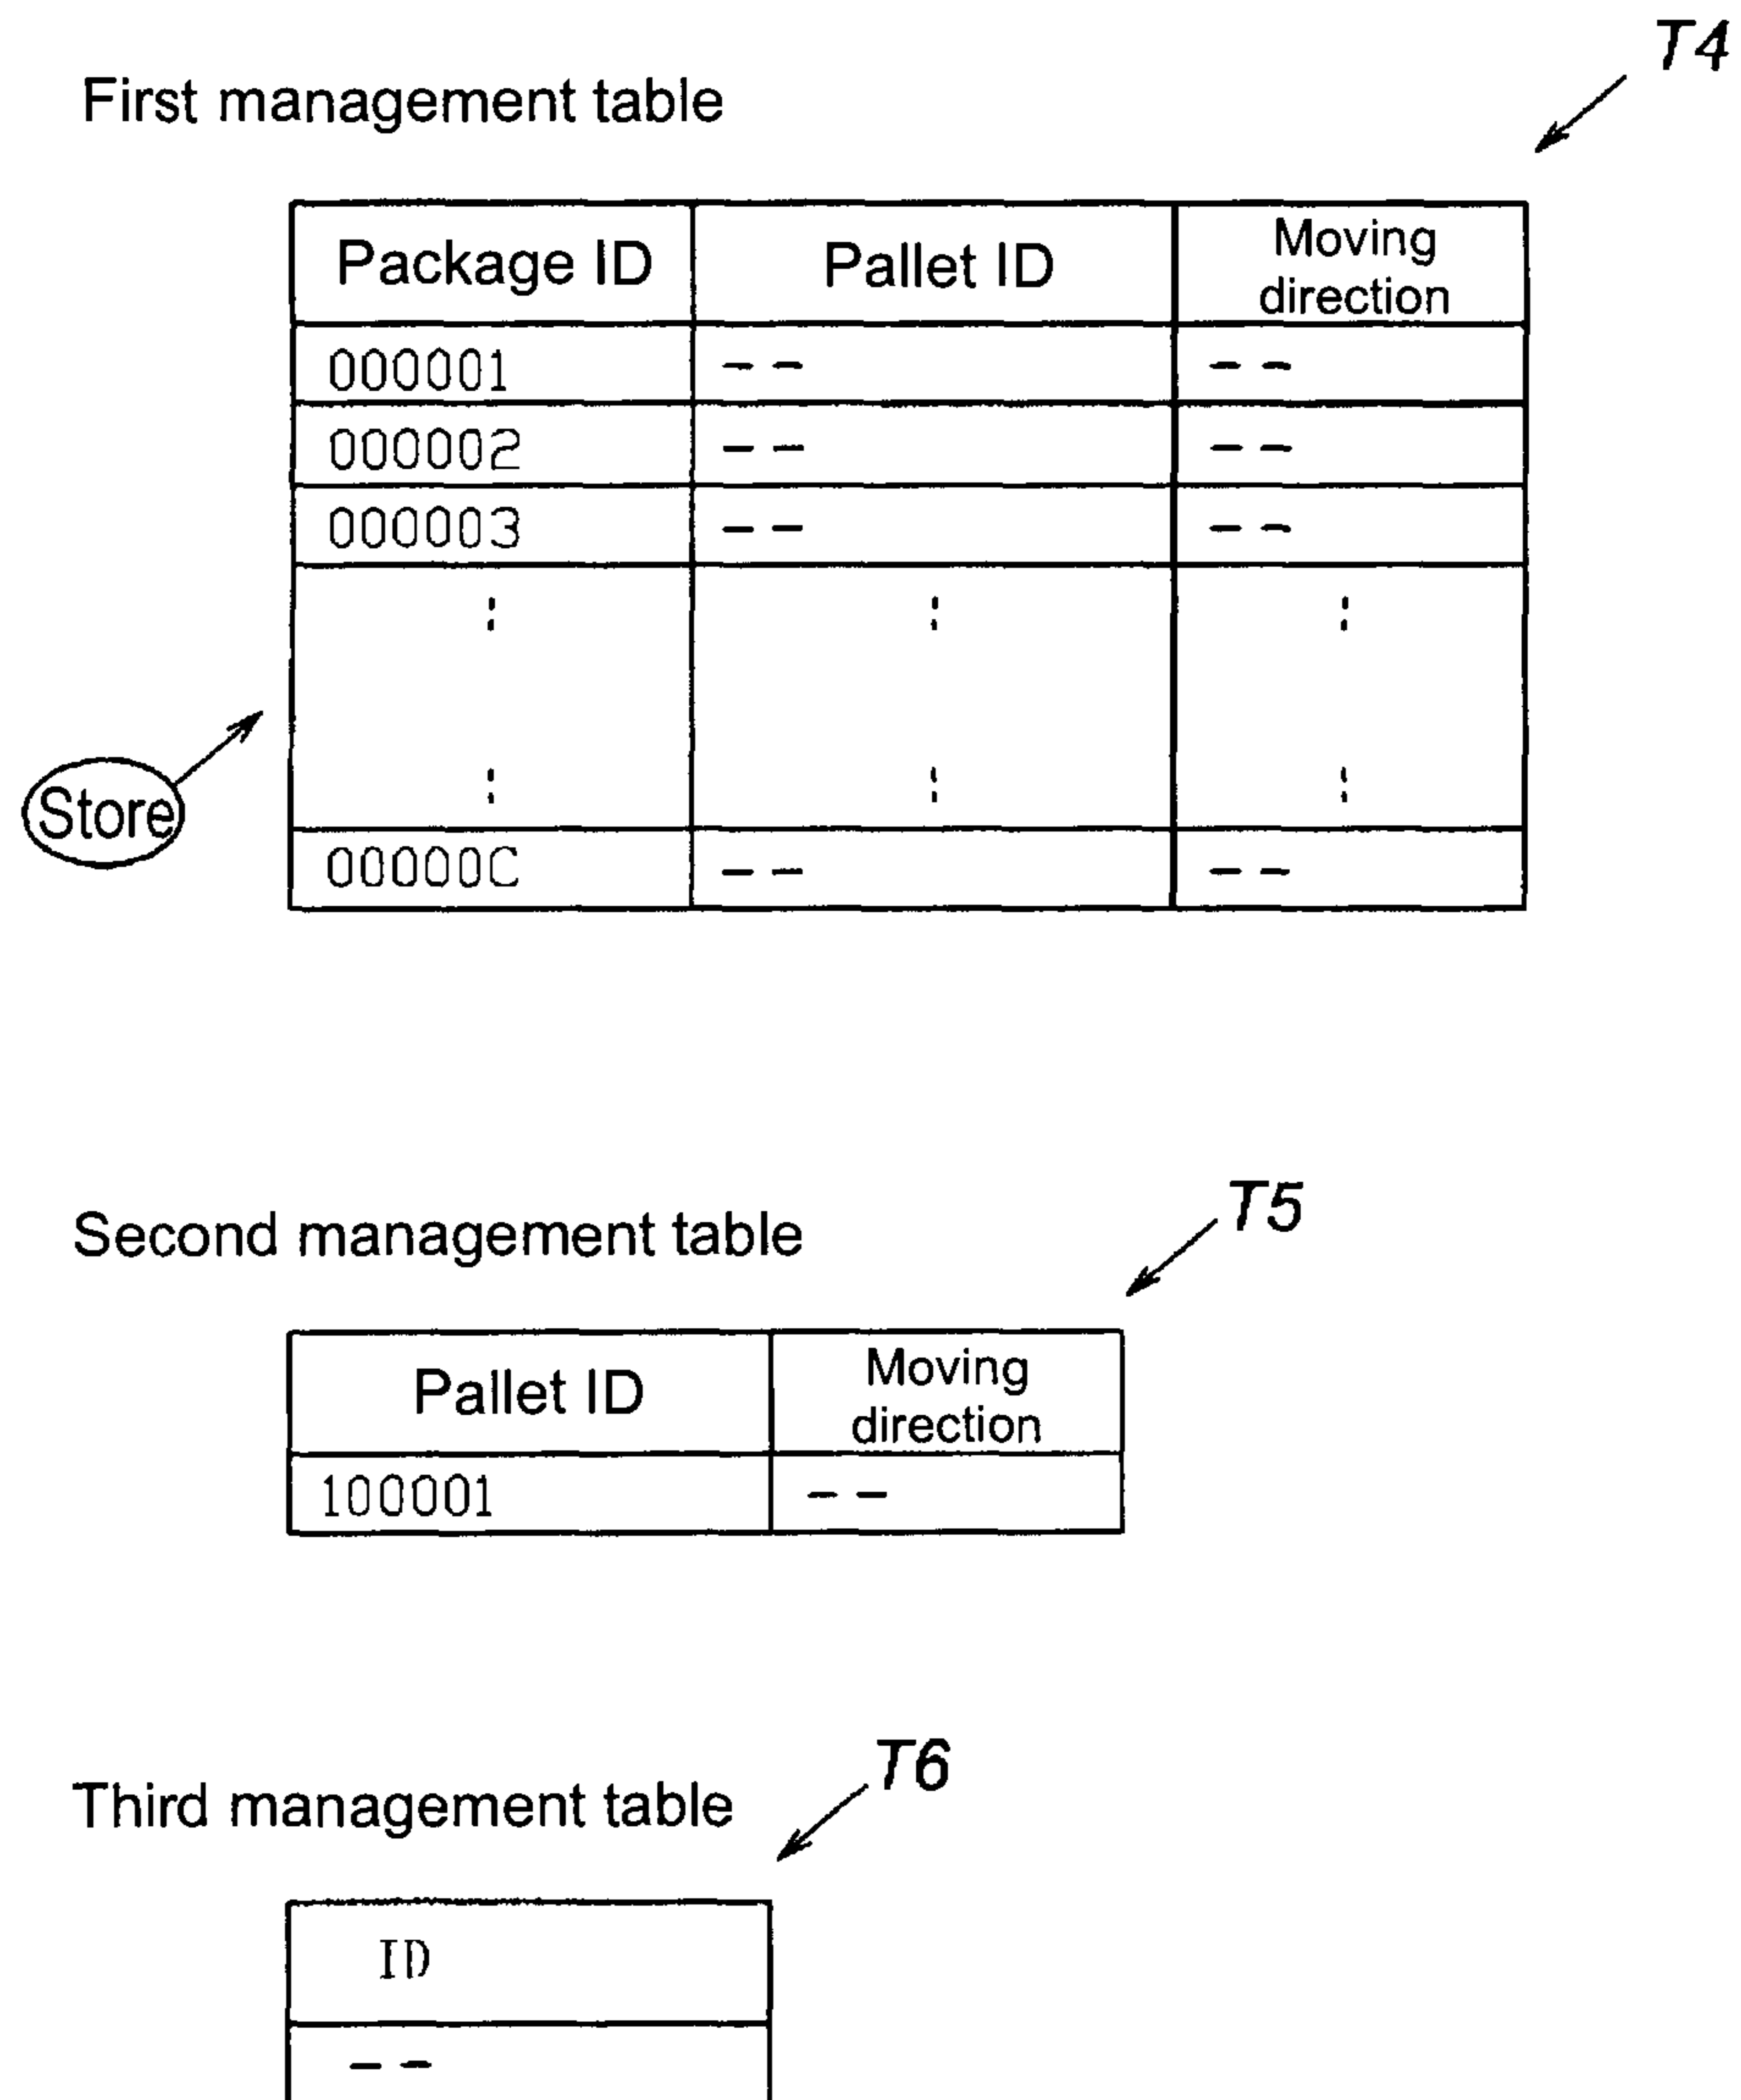 T4
First management table
Package ID Pallet ID Moving direction
000001 -- --
000002 -- --
000003 -- --
Store
00000C -- --
T5
Second management table
Pallet ID Moving direction
100001 --
T6
Third management table
ID
--